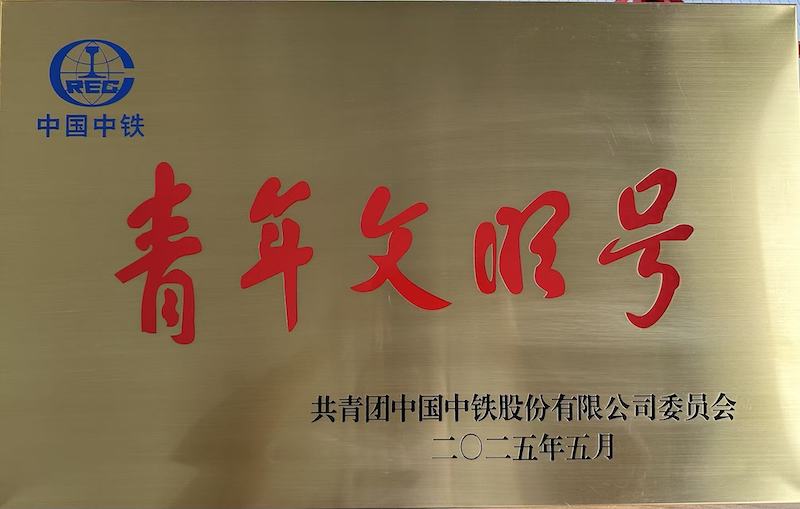 CREC
中国中铁
青年文明号
共青团中国中铁股份有限公司委员会
二〇二五年五月